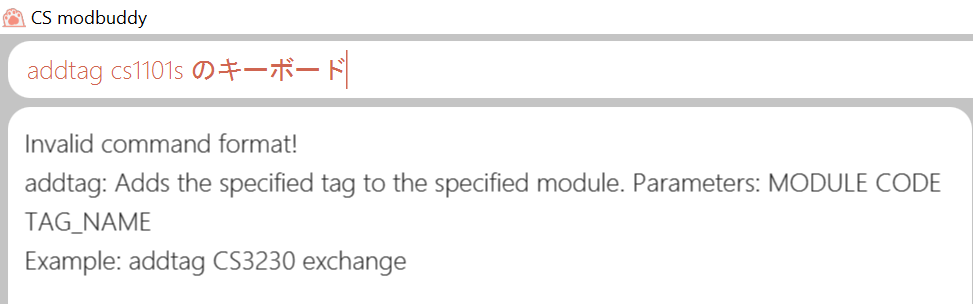 CS modbuddy
addtag cs1101s のキーボード
Invalid command format!
addtag: Adds the specified tag to the specified module. Parameters: MODULE CODE
TAG_NAME
Example: addtag CS3230 exchange